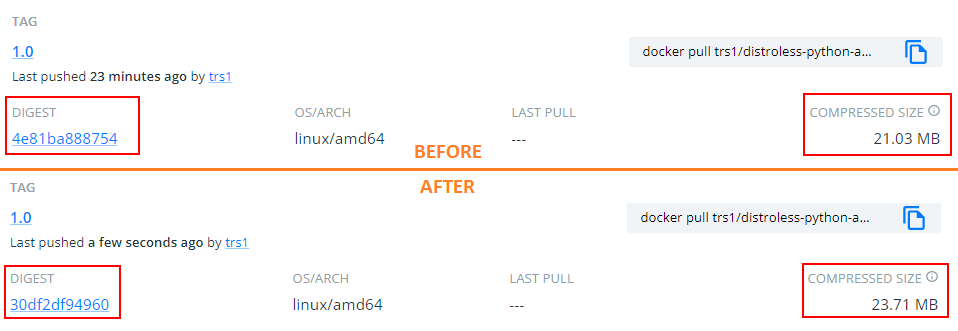 TAG
1.0
docker pull trs1/distroless-python-a...
Last pushed 23 minutes ago by trs1
DIGEST OS/ARCH LAST PULL COMPRESSED SIZE
4e81ba888754 linux/amd64 --- 21.03 MB
BEFORE
AFTER
TAG
1.0
docker pull trs1/distroless-python-a...
Last pushed a few seconds ago by trs1
DIGEST OS/ARCH LAST PULL COMPRESSED SIZE
30df2df94960 linux/amd64 --- 23.71 MB